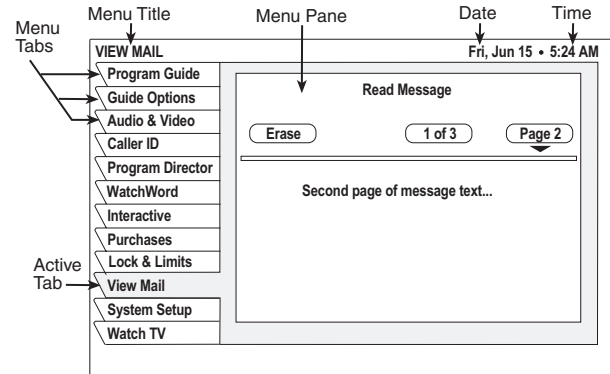 Menu Title
Menu Pane
Date
Time
Menu
Tabs
VIEW MAIL
Fri, Jun 15 • 5:24 AM
Program Guide
Guide Options
Audio & Video
Caller ID
Program Director
WatchWord
Interactive
Purchases
Lock & Limits
Active
Tab
View Mail
System Setup
Watch TV
Read Message
Erase
1 of 3
Page 2
Second page of message text...